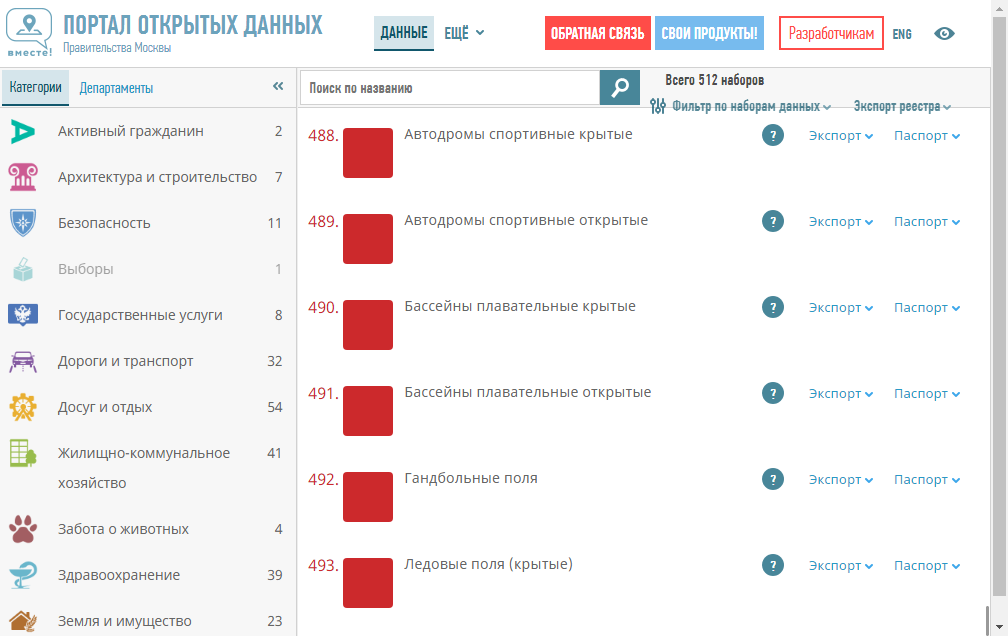 вместе!
ПОРТАЛ ОТКРЫТЫХ ДАННЫХ
Правительства Москвы
ДАННЫЕ
ЕЩЁ
ОБРАТНАЯ СВЯЗЬ
СВОИ ПРОДУКТЫ!
Разработчикам
ENG
Категории
Департаменты
«
Поиск по названию
Всего 512 наборов
Фильтр по наборам данных
Экспорт реестра
Активный гражданин 2
Архитектура и строительство 7
Безопасность 11
Выборы 1
Государственные услуги 8
Дороги и транспорт 32
Досуг и отдых 54
Жилищно-коммунальное 41
хозяйство
Забота о животных 4
Здравоохранение 39
Земля и имущество 23
488. Автодромы спортивные крытые ? Экспорт Паспорт
489. Автодромы спортивные открытые ? Экспорт Паспорт
490. Бассейны плавательные крытые ? Экспорт Паспорт
491. Бассейны плавательные открытые ? Экспорт Паспорт
492. Гандбольные поля ? Экспорт Паспорт
493. Ледовые поля (крытые) ? Экспорт Паспорт